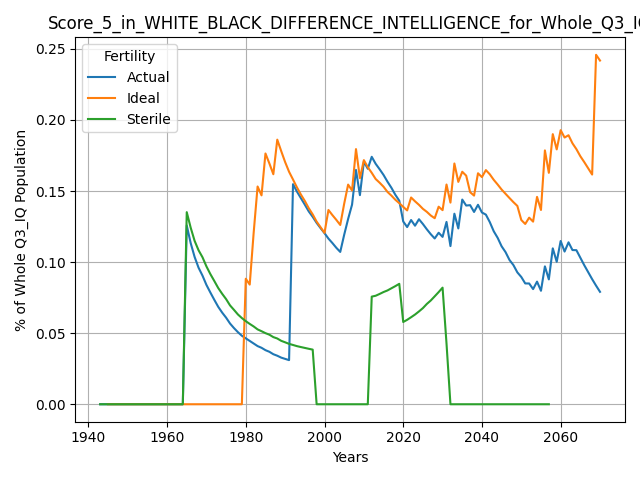 Score_5_in_WHITE_BLACK_DIFFERENCE_INTELLIGENCE_for_Whole_Q3_IQ
Fertility
Actual
Ideal
Sterile
% of Whole Q3_IQ Population
0.25
0.20
0.15
0.10
0.05
0.00
1940 1960 1980 2000 2020 2040 2060
Years